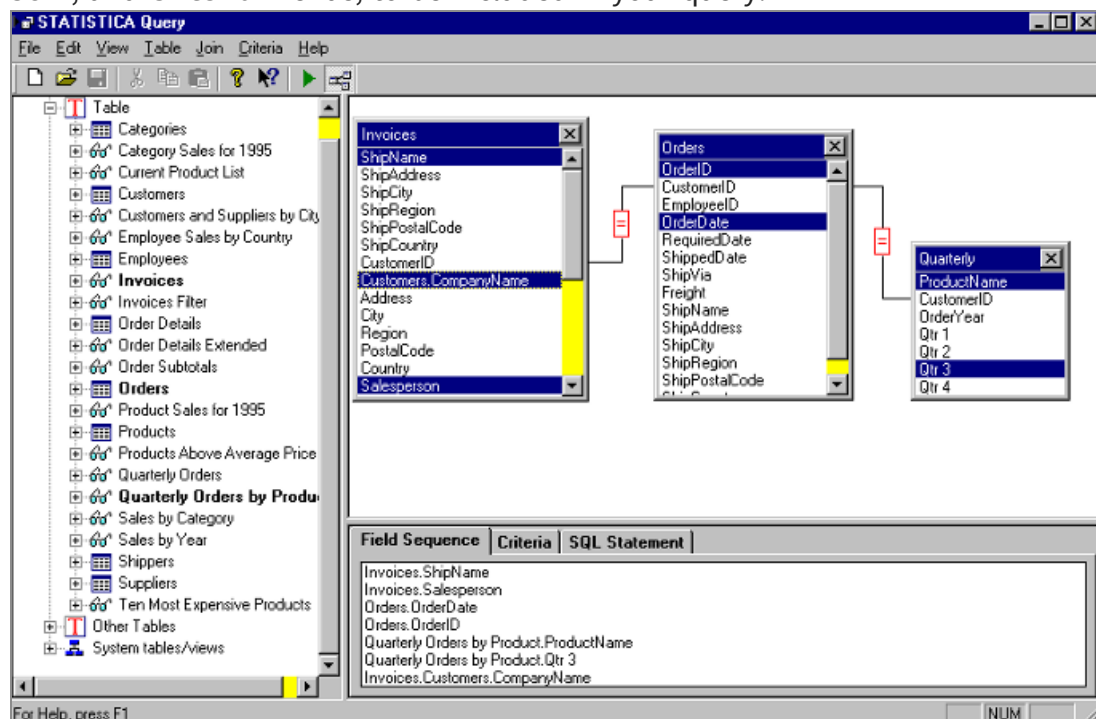 STATISTICA Query
File Edit View Table Join Criteria Help
Table
Categories
Category Sales for 1995
Current Product List
Customers
Customers and Suppliers by City
Employee Sales by Country
Employees
Invoices
Invoices Filter
Order Details
Order Details Extended
Order Subtotals
Orders
Product Sales for 1995
Products
Products Above Average Price
Quarterly Orders
Quarterly Orders by Produ
Sales by Category
Sales by Year
Shippers
Suppliers
Ten Most Expensive Products
Other Tables
System tables/views
Invoices
ShipName
ShipAddress
ShipCity
ShipRegion
ShipPostalCode
ShipCountry
CustomerID
Customers.CompanyName
Address
City
Region
PostalCode
Country
Salesperson
=
Orders
OrderID
CustomerID
EmployeeID
OrderDate
RequiredDate
ShippedDate
ShipVia
Freight
ShipName
ShipAddress
ShipCity
ShipRegion
ShipPostalCode
=
Quarterly
ProductName
CustomerID
OrderYear
Qtr 1
Qtr 2
Qtr 3
Qtr 4
Field Sequence Criteria SQL Statement
Invoices.ShipName
Invoices.Salesperson
Orders.OrderDate
Orders.OrderID
Quarterly Orders by Product.ProductName
Quarterly Orders by Product.Qtr 3
Invoices.Customers.CompanyName
For Help, press F1
NUM